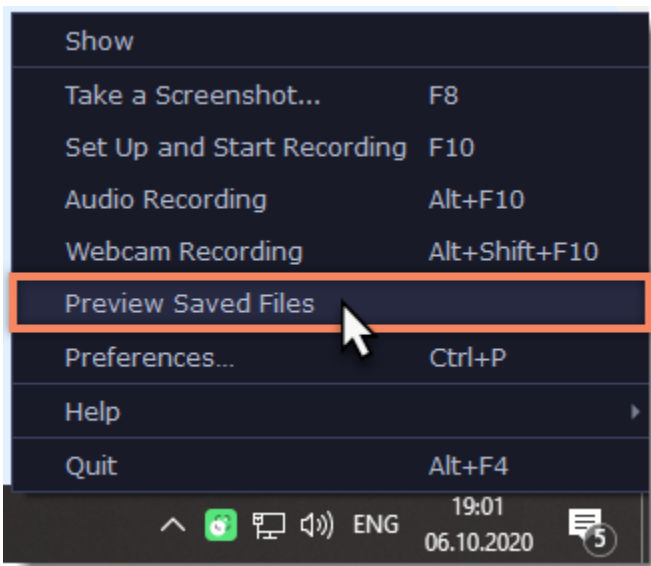 Show
Take a Screenshot... F8
Set Up and Start Recording F10
Audio Recording Alt+F10
Webcam Recording Alt+Shift+F10
Preview Saved Files
Preferences... Ctrl+P
Help
Quit Alt+F4
19:01
ENG
06.10.2020
5